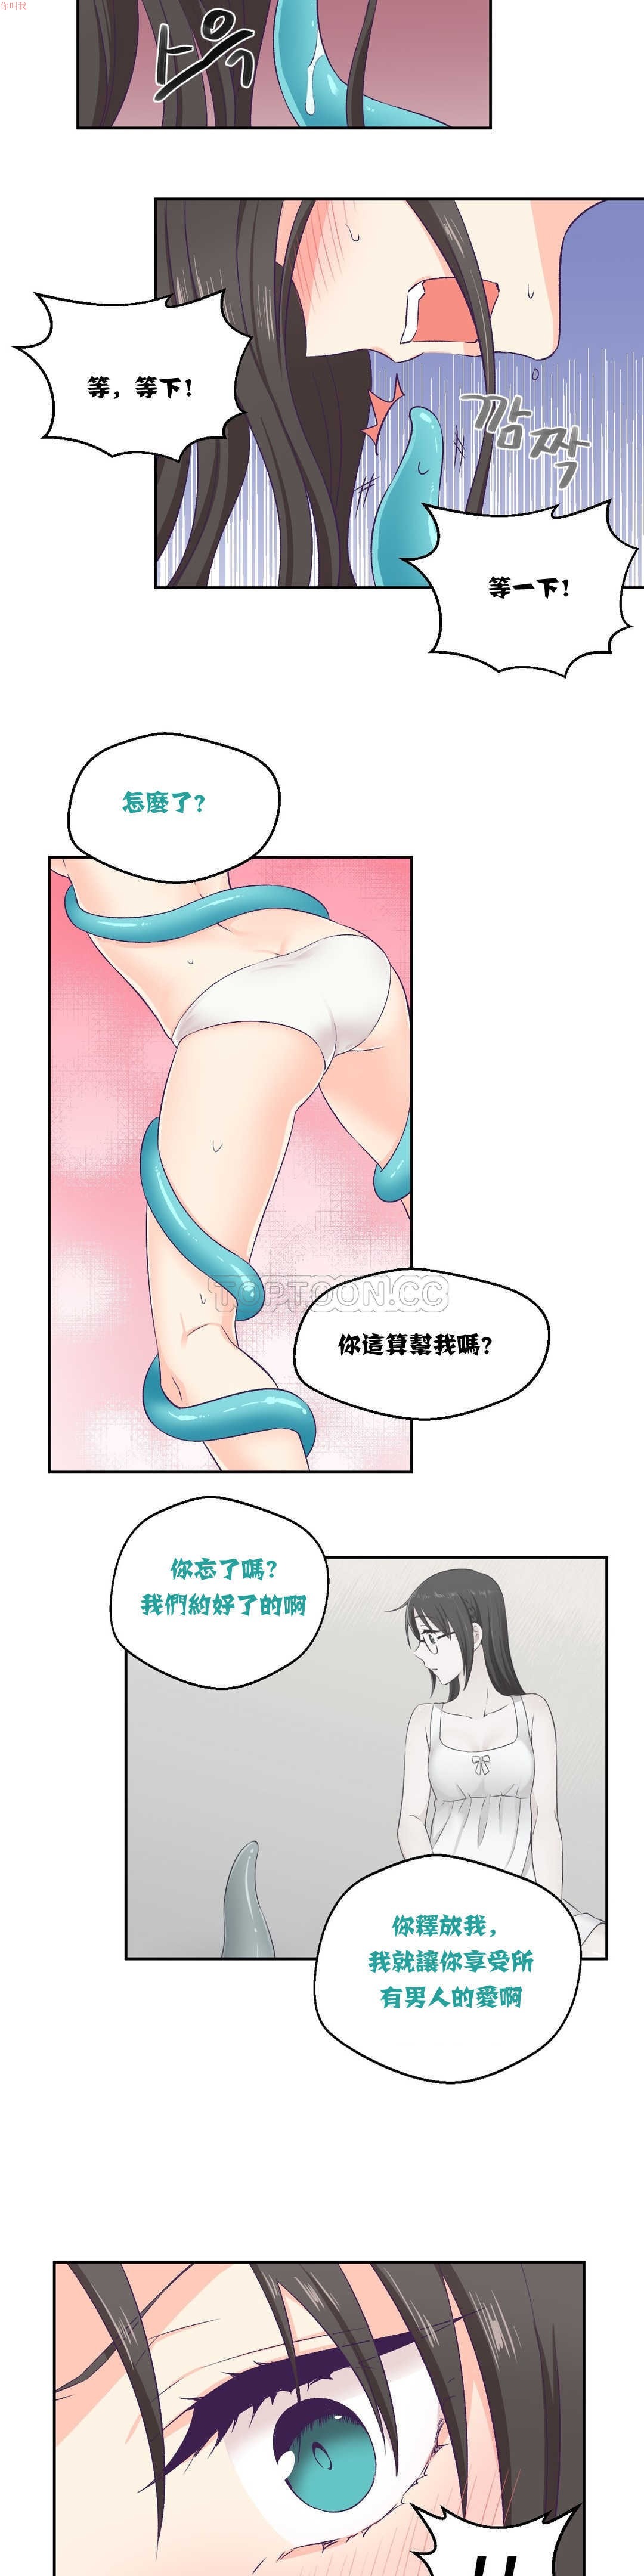 你叫我
스윽
等，等下！
깜짝
等一下！
怎麼了？
TOPTOON.CC
你這算幫我嗎？
你忘了嗎？
我們約好了的啊
你釋放我，
我就讓你享受所
有男人的愛啊
!!